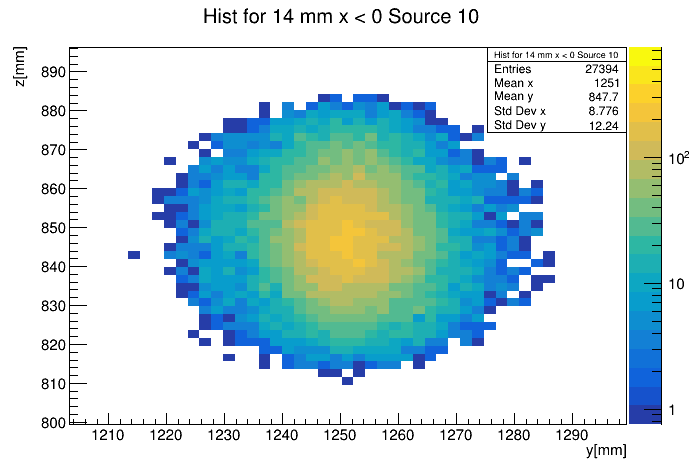 Hist for 14 mm x < 0 Source 10
z[mm]
Hist for 14 mm x < 0 Source 10
Entries 27394
Mean x 1251
Mean y 847.7
Std Dev x 8.776
Std Dev y 12.24
890
880
870
860
850
840
830
820
810
800
1210 1220 1230 1240 1250 1260 1270 1280 1290
y[mm]
10²
10
1